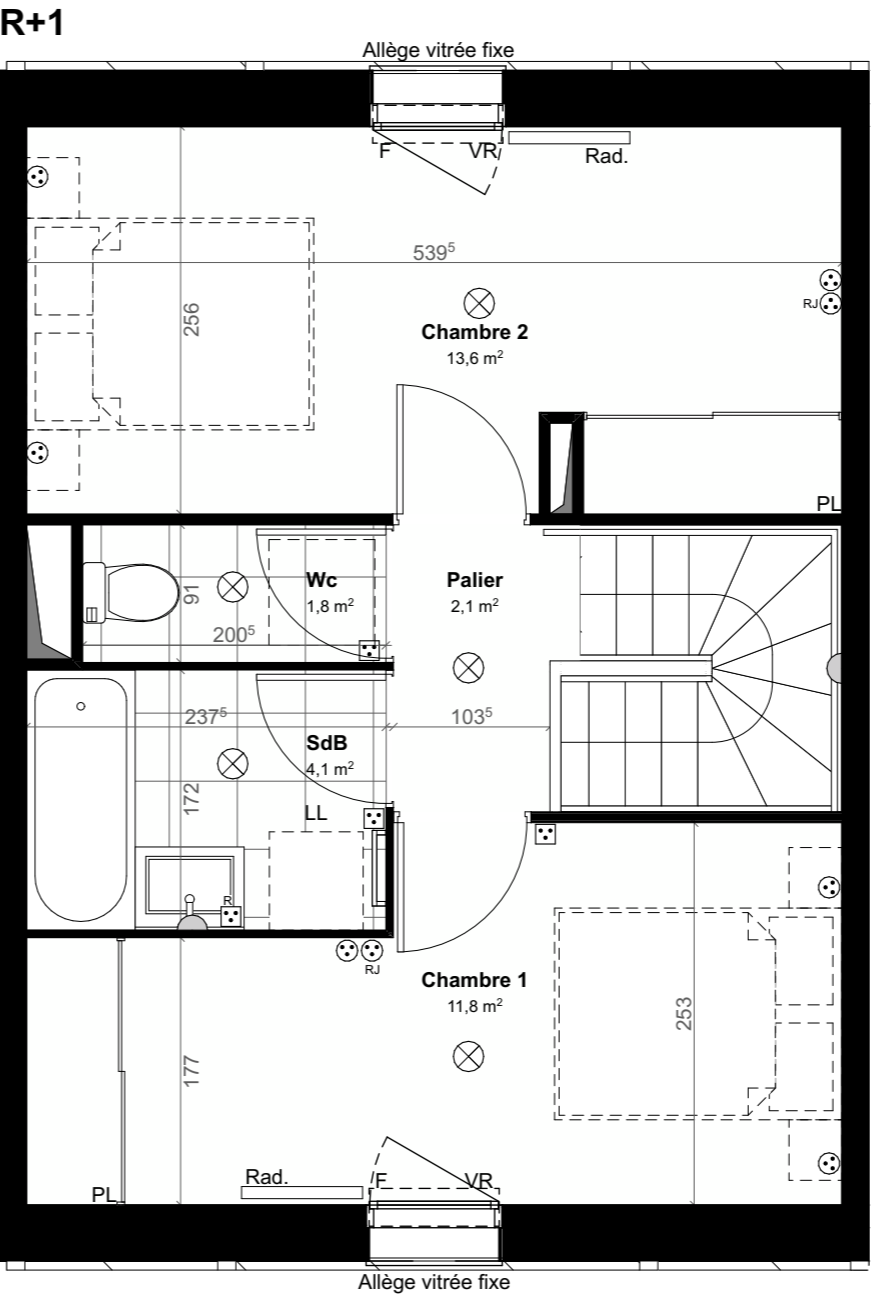 R+1
Allège vitrée fixe
F
VR
Rad.
539⁵
256
RJ
Chambre 2
13,6 m²
PL
Wc
1,8 m²
91
200⁵
Palier
2,1 m²
237⁵
103⁵
SdB
4,1 m²
172
LL
R
RJ
Chambre 1
11,8 m²
253
177
Rad.
F
VR
PL
Allège vitrée fixe